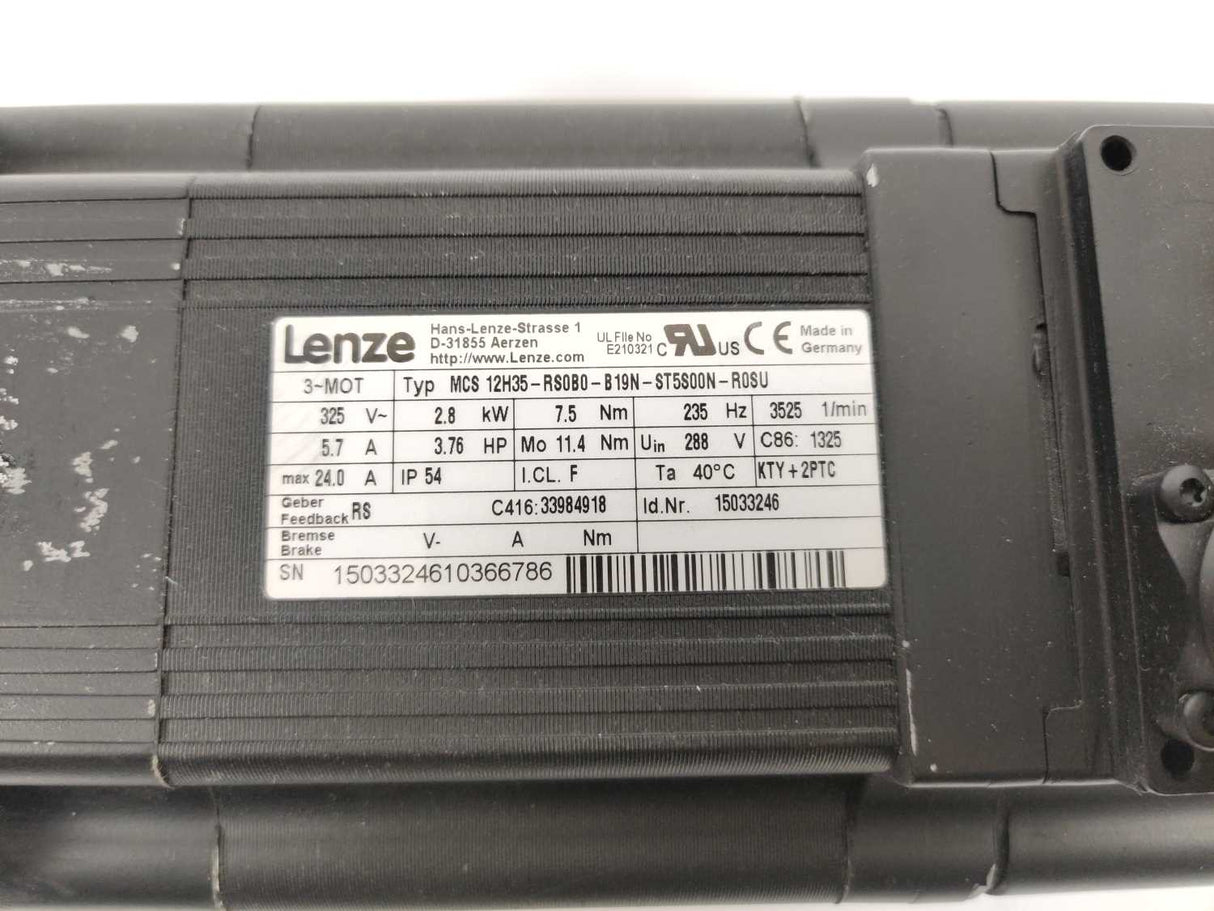 Lenze Hans-Lenze-Strasse 1
D-31855 Aerzen
http://www.Lenze.com
UL File No
E210321
c RU US CE Made in
Germany
3~MOT Typ MCS 12H35-RS0B0-B19N-ST5S00N-R0SU
325 V~ 2.8 kW 7.5 Nm 235 Hz 3525 1/min
5.7 A 3.76 HP Mo 11.4 Nm Uin 288 V C86: 1325
max 24.0 A IP 54 I.CL. F Ta 40°C KTY+2PTC
Geber
Feedback RS C416:33984918 Id.Nr. 15033246
Bremse
Brake V- A Nm
SN 1503324610366786